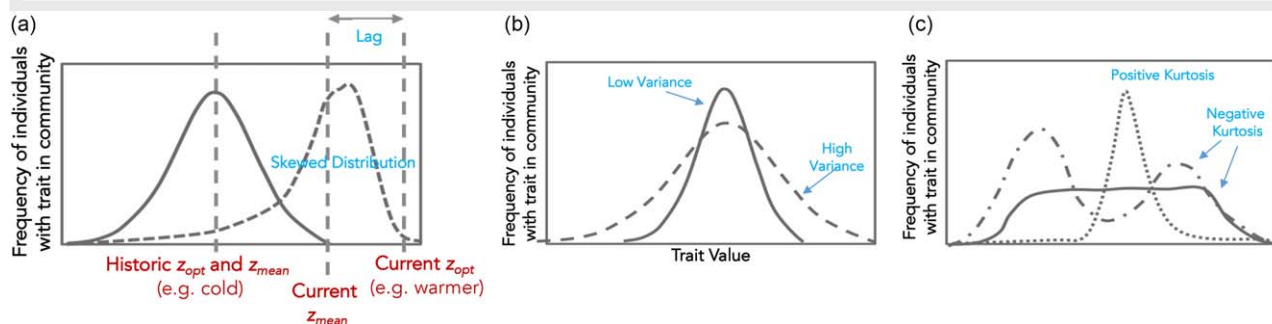 (a)
Lag
Frequency of individuals
with trait in community
Skewed Distribution
Historic z_opt and z_mean
(e.g. cold)
Current
z_mean
Current z_opt
(e.g. warmer)
(b)
Frequency of individuals
with trait in community
Low Variance
High
Variance
Trait Value
(c)
Frequency of individuals
with trait in community
Positive Kurtosis
Negative
Kurtosis